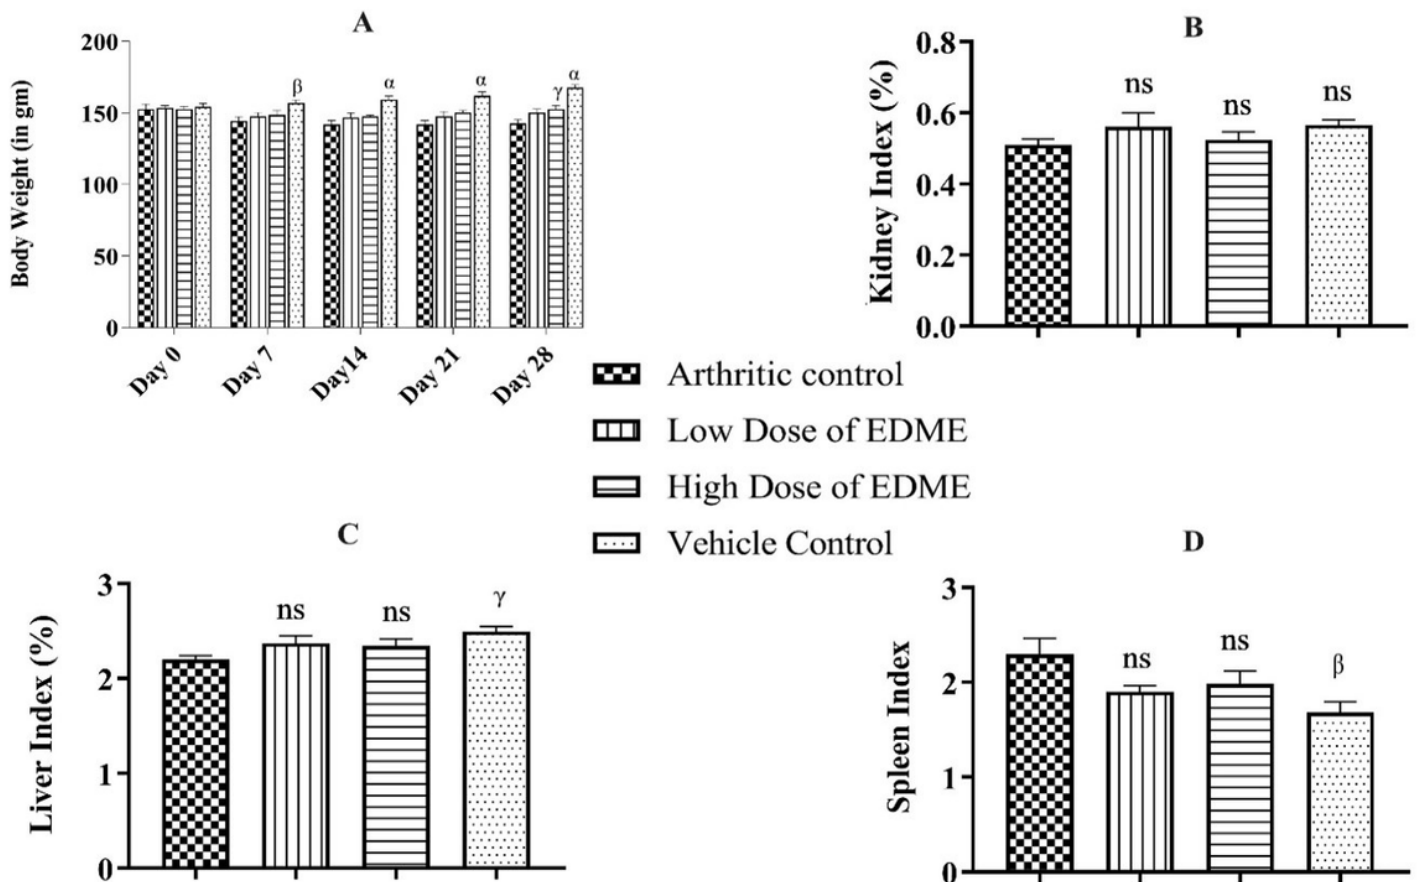 A
200
150
100
50
0
Body Weight (in gm)
β
α
α
γ
α
Day 0
Day 7
Day14
Day 21
Day 28
B
0.8
0.6
0.4
0.2
0.0
Kidney Index (%)
ns
ns
ns
Arthritic control
Low Dose of EDME
High Dose of EDME
Vehicle Control
C
3
2
1
0
Liver Index (%)
ns
ns
γ
D
3
2
1
0
Spleen Index
ns
ns
β